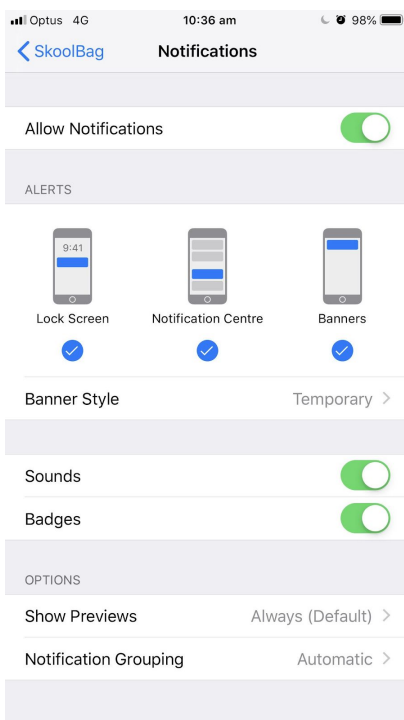 Optus 4G 10:36 am 98%
SkoolBag Notifications
Allow Notifications
ALERTS
9:41
Lock Screen Notification Centre Banners
Banner Style Temporary
Sounds
Badges
OPTIONS
Show Previews Always (Default)
Notification Grouping Automatic